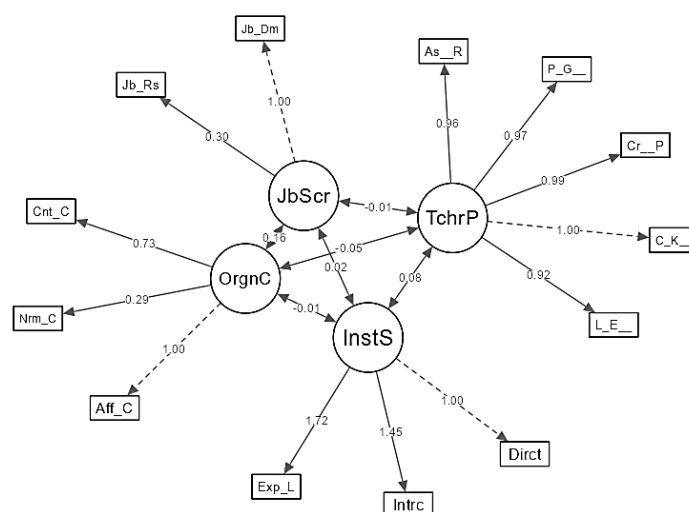 Jb_Dm
As__R
P_G__
Jb_Rs
1.00
0.96
0.97
0.30
Cr__P
0.99
JbScr
Cnt_C
-0.01
TchrP
0.73
0.16
-0.05
1.00
C_K__
OrgnC
0.02
0.08
0.92
0.29
-0.01
Nrm_C
InstS
L_E__
1.00
Aff_C
1.00
1.72
1.45
Dirct
Exp_L
Intrc